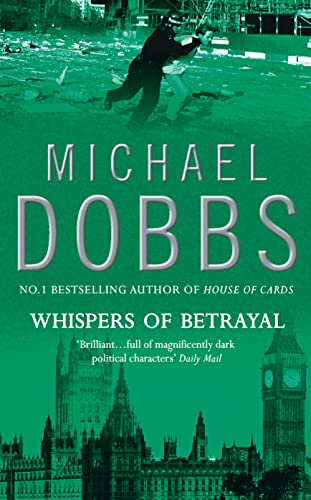 MICHAEL
DOBBS
NO.1 BESTSELLING AUTHOR OF HOUSE OF CARDS
WHISPERS OF BETRAYAL
'Brilliant...full of magnificently dark
political characters' Daily Mail